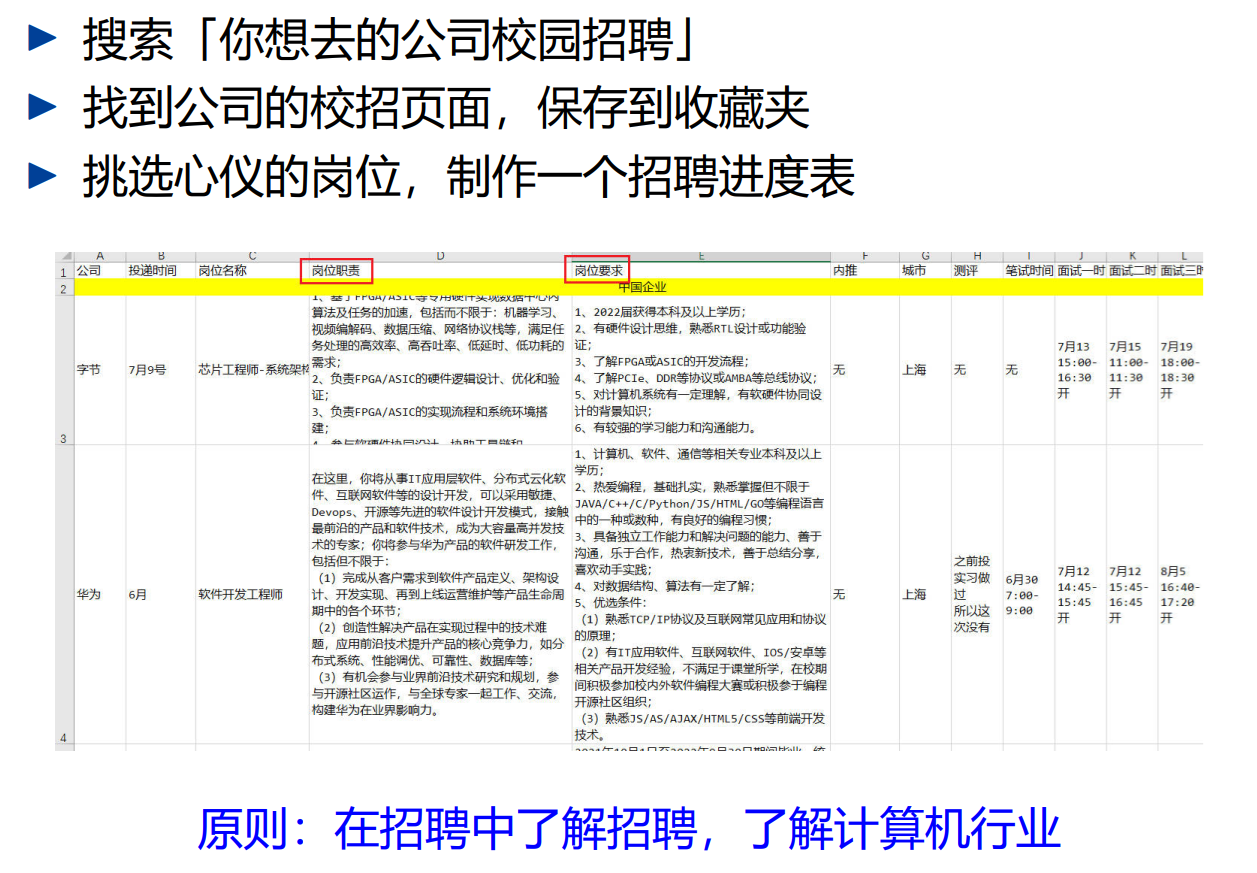 搜索「你想去的公司校园招聘」
找到公司的校招页面，保存到收藏夹
挑选心仪的岗位，制作一个招聘进度表
A B C D E F G H I J K L
1 公司 投递时间 岗位名称 岗位职责 岗位要求 内推 城市 测评 笔试时间 面试一时 面试二时 面试三时
2 中国企业
3
字节
7月9号
芯片工程师-系统架构
1、基于FPGA/ASIC等专用硬件实现数据中心内
算法及任务的加速，包括而不限于：机器学习、
视频编解码、数据压缩、网络协议栈等，满足任
务处理的高效率、高吞吐率、低延时、低功耗的
需求；
2、负责FPGA/ASIC的硬件逻辑设计、优化和验
证；
3、负责FPGA/ASIC的实现流程和系统环境搭
建；
4、参与软硬件协同设计，协助工具链和
1、2022届获得本科及以上学历；
2、有硬件设计思维，熟悉RTL设计或功能验
证；
3、了解FPGA或ASIC的开发流程；
4、了解PCIe、DDR等协议或AMBA等总线协议；
5、对计算机系统有一定理解，有软硬件协同设
计的背景知识；
6、有较强的学习能力和沟通能力。
无
上海
无
无
7月13
15:00-
16:30
开
7月15
11:00-
11:30
开
7月19
18:00-
18:30
开
4
华为
6月
软件开发工程师
在这里，你将从事IT应用层软件、分布式云化软
件、互联网软件等的设计开发，可以采用敏捷、
Devops、开源等先进的软件设计开发模式，接触
最前沿的产品和软件技术，成为大容量高并发技
术的专家；你将参与华为产品的软件研发工作，
包括但不限于：
（1）完成从客户需求到软件产品定义、架构设
计、开发实现、再到上线运营维护等产品生命周
期中的各个环节；
（2）创造性解决产品在实现过程中的技术难
题，应用前沿技术提升产品的核心竞争力，如分
布式系统、性能调优、可靠性、数据库等；
（3）有机会参与业界前沿技术研究和规划，参
与开源社区运作，与全球专家一起工作、交流，
构建华为在业界影响力。
1、计算机、软件、通信等相关专业本科及以上
学历；
2、热爱编程，基础扎实，熟悉掌握但不限于
JAVA/C++/C/Python/JS/HTML/GO等编程语言
中的一种或数种，有良好的编程习惯；
3、具备独立工作能力和解决问题的能力、善于
沟通，乐于合作，热衷新技术，善于总结分享，
喜欢动手实践；
4、对数据结构、算法有一定了解；
5、优选条件：
（1）熟悉TCP/IP协议及互联网常见应用和协议
的原理；
（2）有IT应用软件、互联网软件、IOS/安卓等
相关产品开发经验，不满足于课堂所学，在校期
间积极参加校内外软件编程大赛或积极参于编程
开源社区组织；
（3）熟悉JS/AS/AJAX/HTML5/CSS等前端开发
技术。
无
上海
之前投
实习做
过
所以这
次没有
6月30
7:00-
9:00
7月12
14:45-
15:45
开
7月12
15:45-
16:45
开
8月5
16:40-
17:20
开
原则：在招聘中了解招聘，了解计算机行业